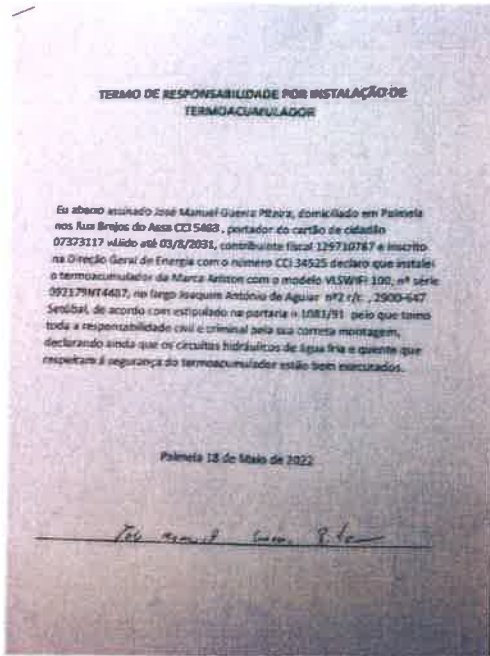 TERMO DE RESPONSABILIDADE POR INSTALAÇÃO DE
TERMOACUMULADOR
Eu abaixo assinado José Manuel Guerra Piteira, domiciliado em Palmela
nos Rua Brejos do Assa CCI 5483 , portador do cartão de cidadão
07373117 válido até 03/8/2031, contribuinte fiscal 129710787 e inscrito
na Direção Geral de Energia com o número CCI 34525 declaro que instalei
o termoacumulador da Marca Ariston com o modelo VLSWIFI 100, nº série
092179NT4487, no largo Joaquim António de Aguiar nº2 r/c , 2900-647
Setúbal, de acordo com estipulado na portaria n 1081/91 pelo que tomo
toda a responsabilidade civil e criminal pela sua correta montagem,
declarando ainda que os circuitos hidráulicos de água fria e quente que
respeitam à segurança do termoacumulador estão bem executados.
Palmela 18 de Maio de 2022